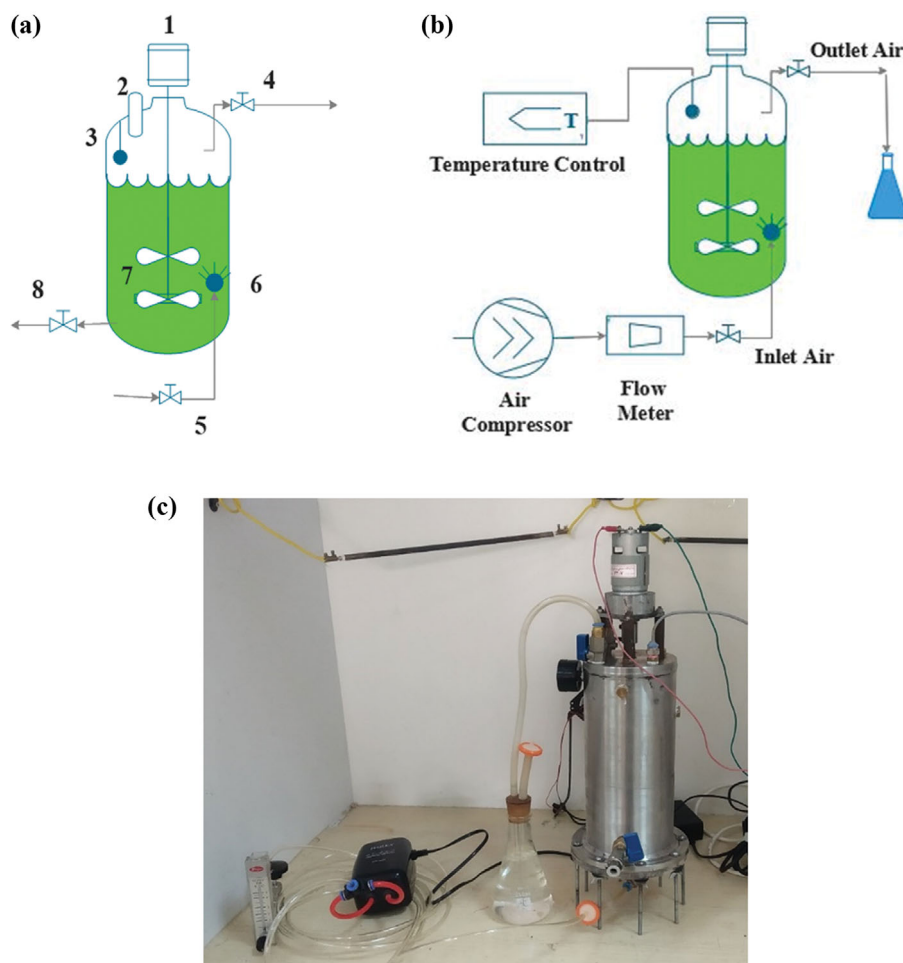 (a)
1
2
3
4
5
6
7
8
(b)
Outlet Air
T
Temperature Control
Inlet Air
Air
Compressor
Flow
Meter
(c)